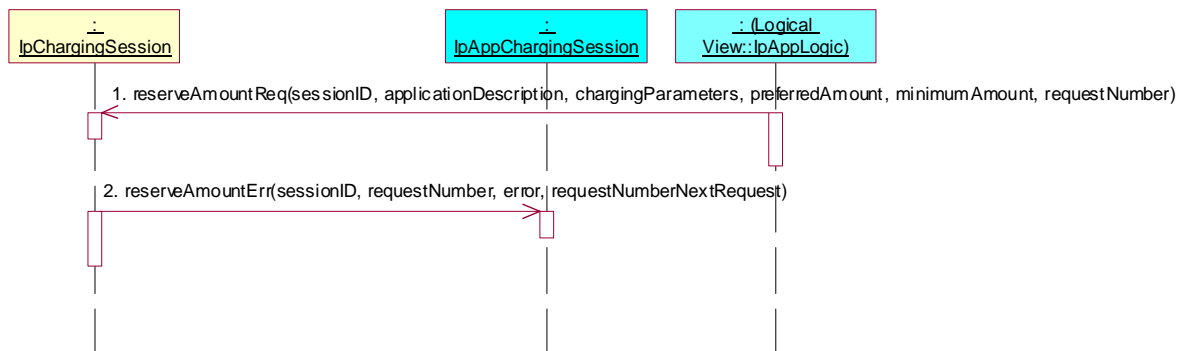 :
IpChargingSession
:
IpAppChargingSession
: (Logical
View::IpAppLogic)
1. reserveAmountReq(sessionID, applicationDescription, chargingParameters, preferredAmount, minimumAmount, requestNumber)
2. reserveAmountErr(sessionID, requestNumber, error, requestNumberNextRequest)